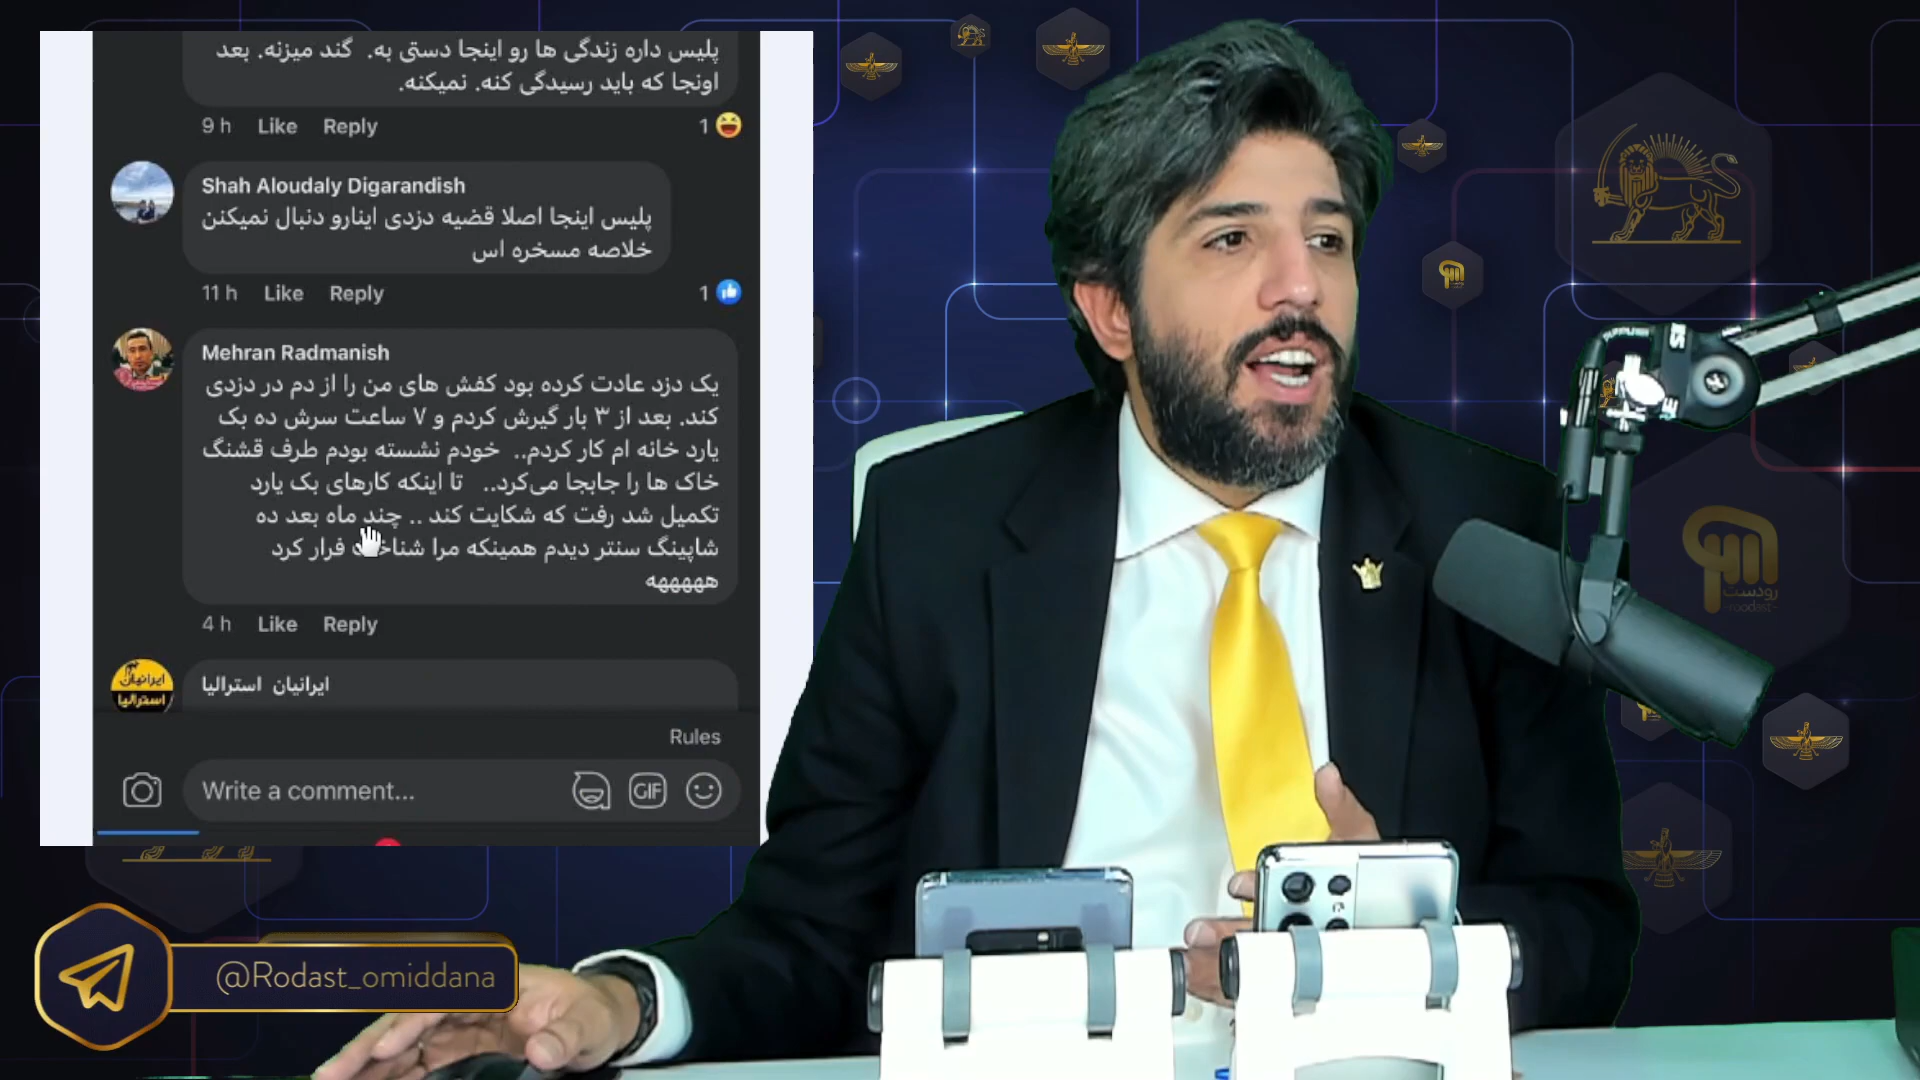 پلیس داره زندگی ها رو اینجا دستی به. گند میزنه. بعد
اونجا که باید رسیدگی کنه. نمیکنه.
9 h Like Reply 1
Shah Aloudaly Digarandish
پلیس اینجا اصلا قضیه دزدی اینارو دنبال نمیکنن
خلاصه مسخره اس
11 h Like Reply 1
Mehran Radmanish
یک دزد عادت کرده بود کفش های من را از دم در دزدی
کند. بعد از ۳ بار گیرش کردم و ۷ ساعت سرش ده بک
یارد خانه ام کار کردم.. خودم نشسته بودم طرف قشنگ
خاک ها را جابجا می‌کرد.. تا اینکه کارهای بک یارد
تکمیل شد رفت که شکایت کند .. چند ماه بعد ده
شاپینگ سنتر دیدم همینکه مرا فرار کرد
هههههه
4 h Like Reply
ایرانیان استرالیا
ایرانیان
استرالیا
Rules
Write a comment...
GIF
@Rodast_omiddana
رودست
-roodast-